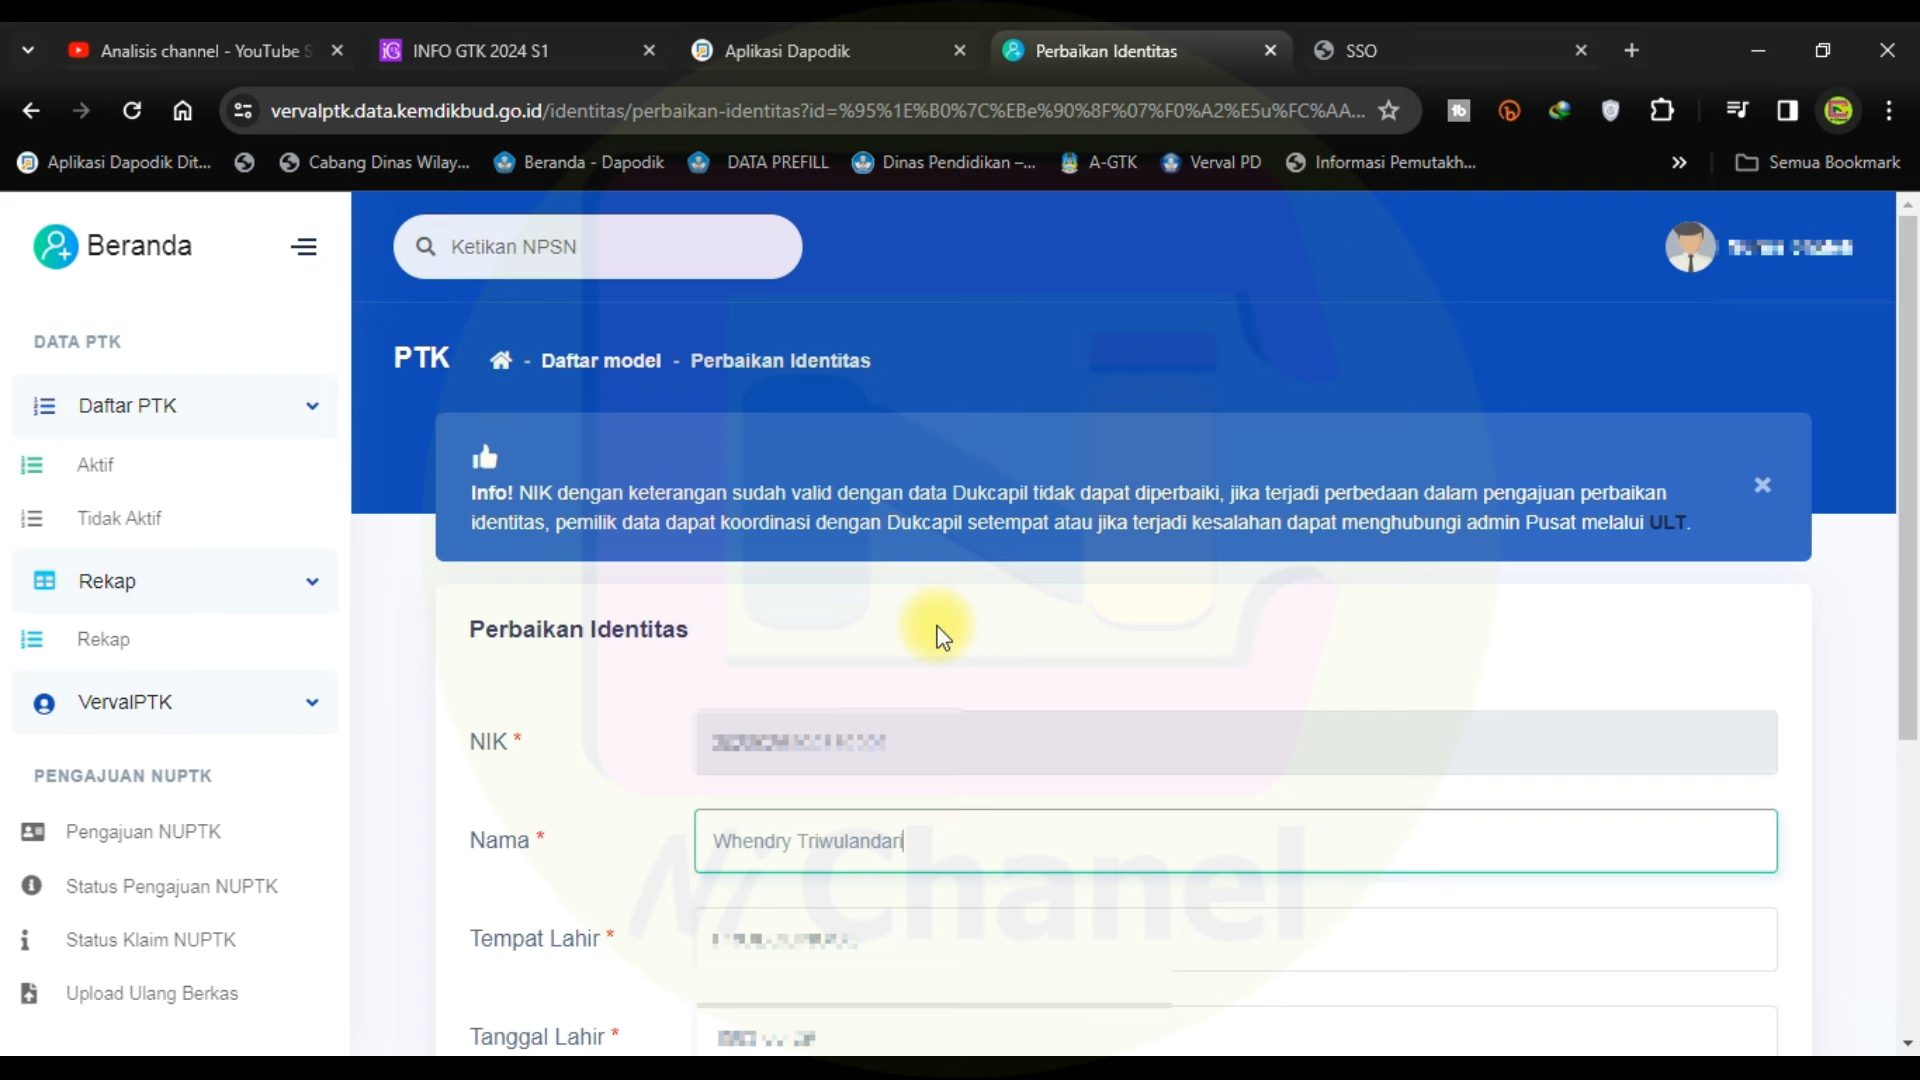 Analisis channel - YouTube S
INFO GTK 2024 S1
Aplikasi Dapodik
Perbaikan Identitas
SSO
vervalptk.data.kemdikbud.go.id/identitas/perbaikan-identitas?id=%95%1E%B0%7C%EBe%90%8F%07%F0%A2%E5u%FC%AA...
Aplikasi Dapodik Dit...
Cabang Dinas Wilay...
Beranda - Dapodik
DATA PREFILL
Dinas Pendidikan –...
A-GTK
Verval PD
Informasi Pemutakh...
Semua Bookmark
Beranda
Ketikan NPSN
DATA PTK
Daftar PTK
Aktif
Tidak Aktif
Rekap
Rekap
VervalPTK
PENGAJUAN NUPTK
Pengajuan NUPTK
Status Pengajuan NUPTK
Status Klaim NUPTK
Upload Ulang Berkas
PTK - Daftar model - Perbaikan Identitas
Info! NIK dengan keterangan sudah valid dengan data Dukcapil tidak dapat diperbaiki, jika terjadi perbedaan dalam pengajuan perbaikan
identitas, pemilik data dapat koordinasi dengan Dukcapil setempat atau jika terjadi kesalahan dapat menghubungi admin Pusat melalui ULT.
Perbaikan Identitas
NIK *
Nama * Whendry Triwulandari
Tempat Lahir *
Tanggal Lahir *
Ni Chanel